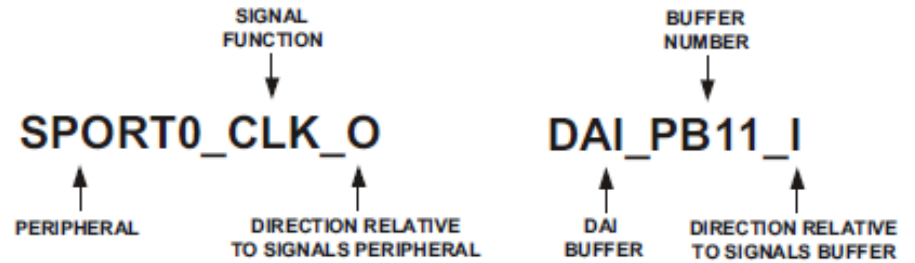 SIGNAL
FUNCTION
SPORT0_CLK_O
PERIPHERAL
DIRECTION RELATIVE
TO SIGNALS PERIPHERAL
BUFFER
NUMBER
DAI_PB11_I
DAI
BUFFER
DIRECTION RELATIVE
TO SIGNALS BUFFER